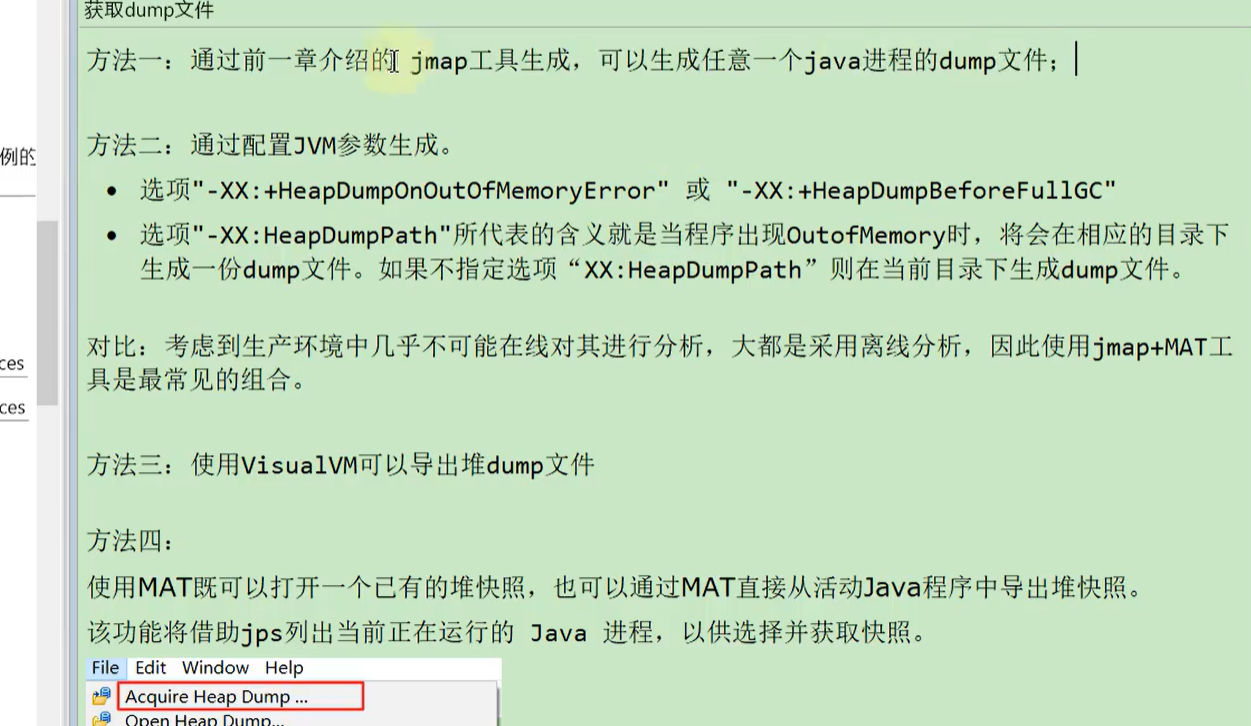 获取dump文件
方法一：通过前一章介绍的 jmap工具生成，可以生成任意一个java进程的dump文件；
方法二：通过配置JVM参数生成。
• 选项"-XX:+HeapDumpOnOutOfMemoryError" 或 "-XX:+HeapDumpBeforeFullGC"
• 选项"-XX:HeapDumpPath"所代表的含义就是当程序出现OutofMemory时，将会在相应的目录下
生成一份dump文件。如果不指定选项“XX:HeapDumpPath”则在当前目录下生成dump文件。
对比：考虑到生产环境中几乎不可能在线对其进行分析，大都是采用离线分析，因此使用jmap+MAT工
具是最常见的组合。
方法三：使用VisualVM可以导出堆dump文件
方法四：
使用MAT既可以打开一个已有的堆快照，也可以通过MAT直接从活动Java程序中导出堆快照。
该功能将借助jps列出当前正在运行的 Java 进程，以供选择并获取快照。
File Edit Window Help
Acquire Heap Dump ...
Open Heap Dump...
例的
ces
ces